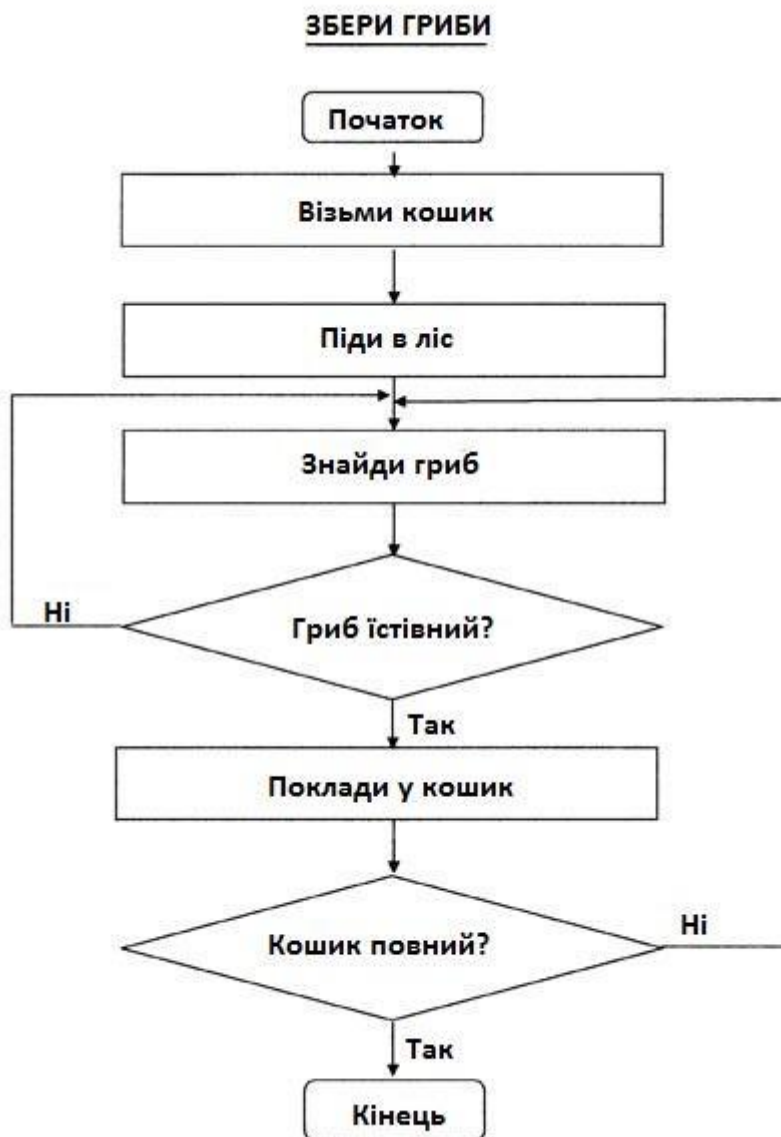 ЗБЕРИ ГРИБИ
Початок
Візьми кошик
Піди в ліс
Знайди гриб
Ні
Гриб їстівний?
Так
Поклади у кошик
Ні
Кошик повний?
Так
Кінець